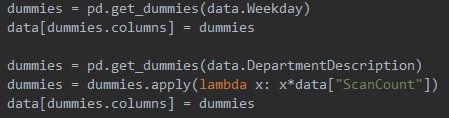 dummies = pd.get_dummies(data.Weekday)
data[dummies.columns] = dummies
dummies = pd.get_dummies(data.DepartmentDescription)
dummies = dummies.apply(lambda x: x*data["ScanCount"])
data[dummies.columns] = dummies